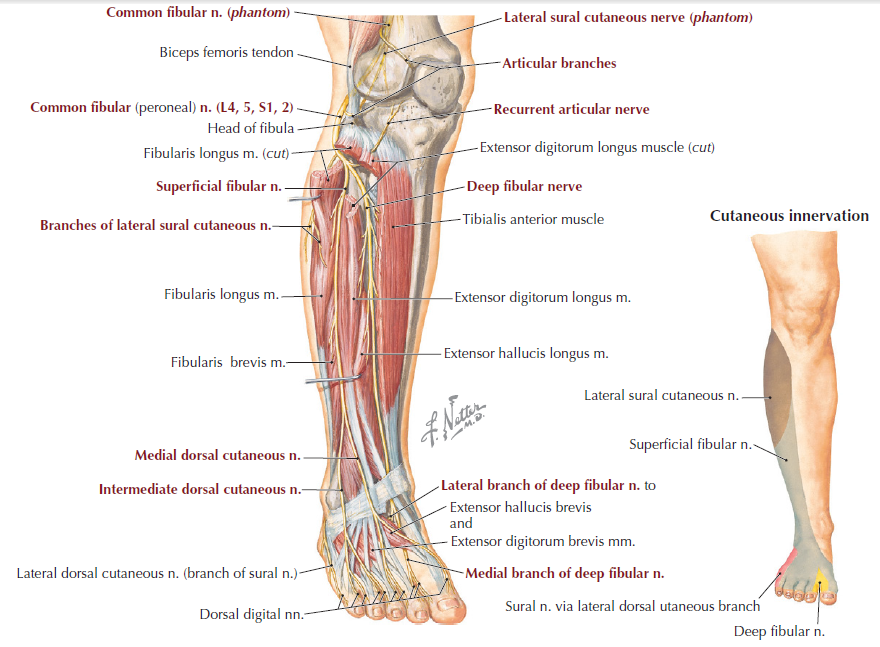 Common fibular n. (phantom)
Biceps femoris tendon
Common fibular (peroneal) n. (L4, 5, S1, 2)
Head of fibula
Fibularis longus m. (cut)
Superficial fibular n.
Branches of lateral sural cutaneous n.
Fibularis longus m.
Fibularis brevis m.
Medial dorsal cutaneous n.
Intermediate dorsal cutaneous n.
Lateral dorsal cutaneous n. (branch of sural n.)
Dorsal digital nn.
Lateral sural cutaneous nerve (phantom)
Articular branches
Recurrent articular nerve
Extensor digitorum longus muscle (cut)
Deep fibular nerve
Tibialis anterior muscle
Extensor digitorum longus m.
Extensor hallucis longus m.
F. Netter
M.D.
Lateral branch of deep fibular n. to
Extensor hallucis brevis
and
Extensor digitorum brevis mm.
Medial branch of deep fibular n.
Cutaneous innervation
Lateral sural cutaneous n.
Superficial fibular n.
Sural n. via lateral dorsal utaneous branch
Deep fibular n.